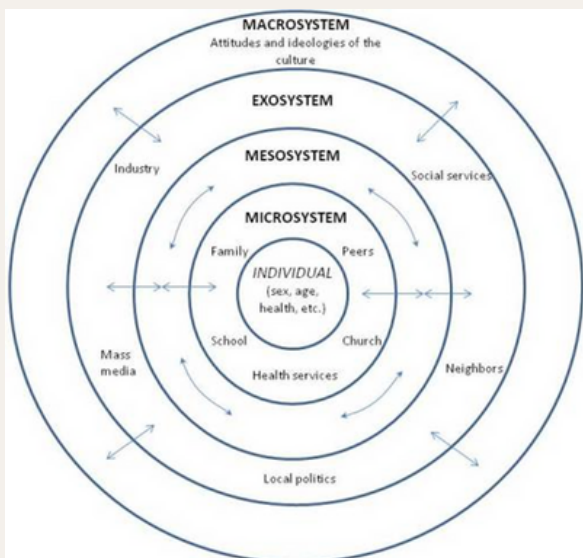 MACROSYSTEM
Attitudes and ideologies of the
culture
EXOSYSTEM
Industry
Social services
MESOSYSTEM
MICROSYSTEM
Family
Peers
INDIVIDUAL
(sex, age,
health, etc.)
School
Church
Health services
Mass
media
Neighbors
Local politics